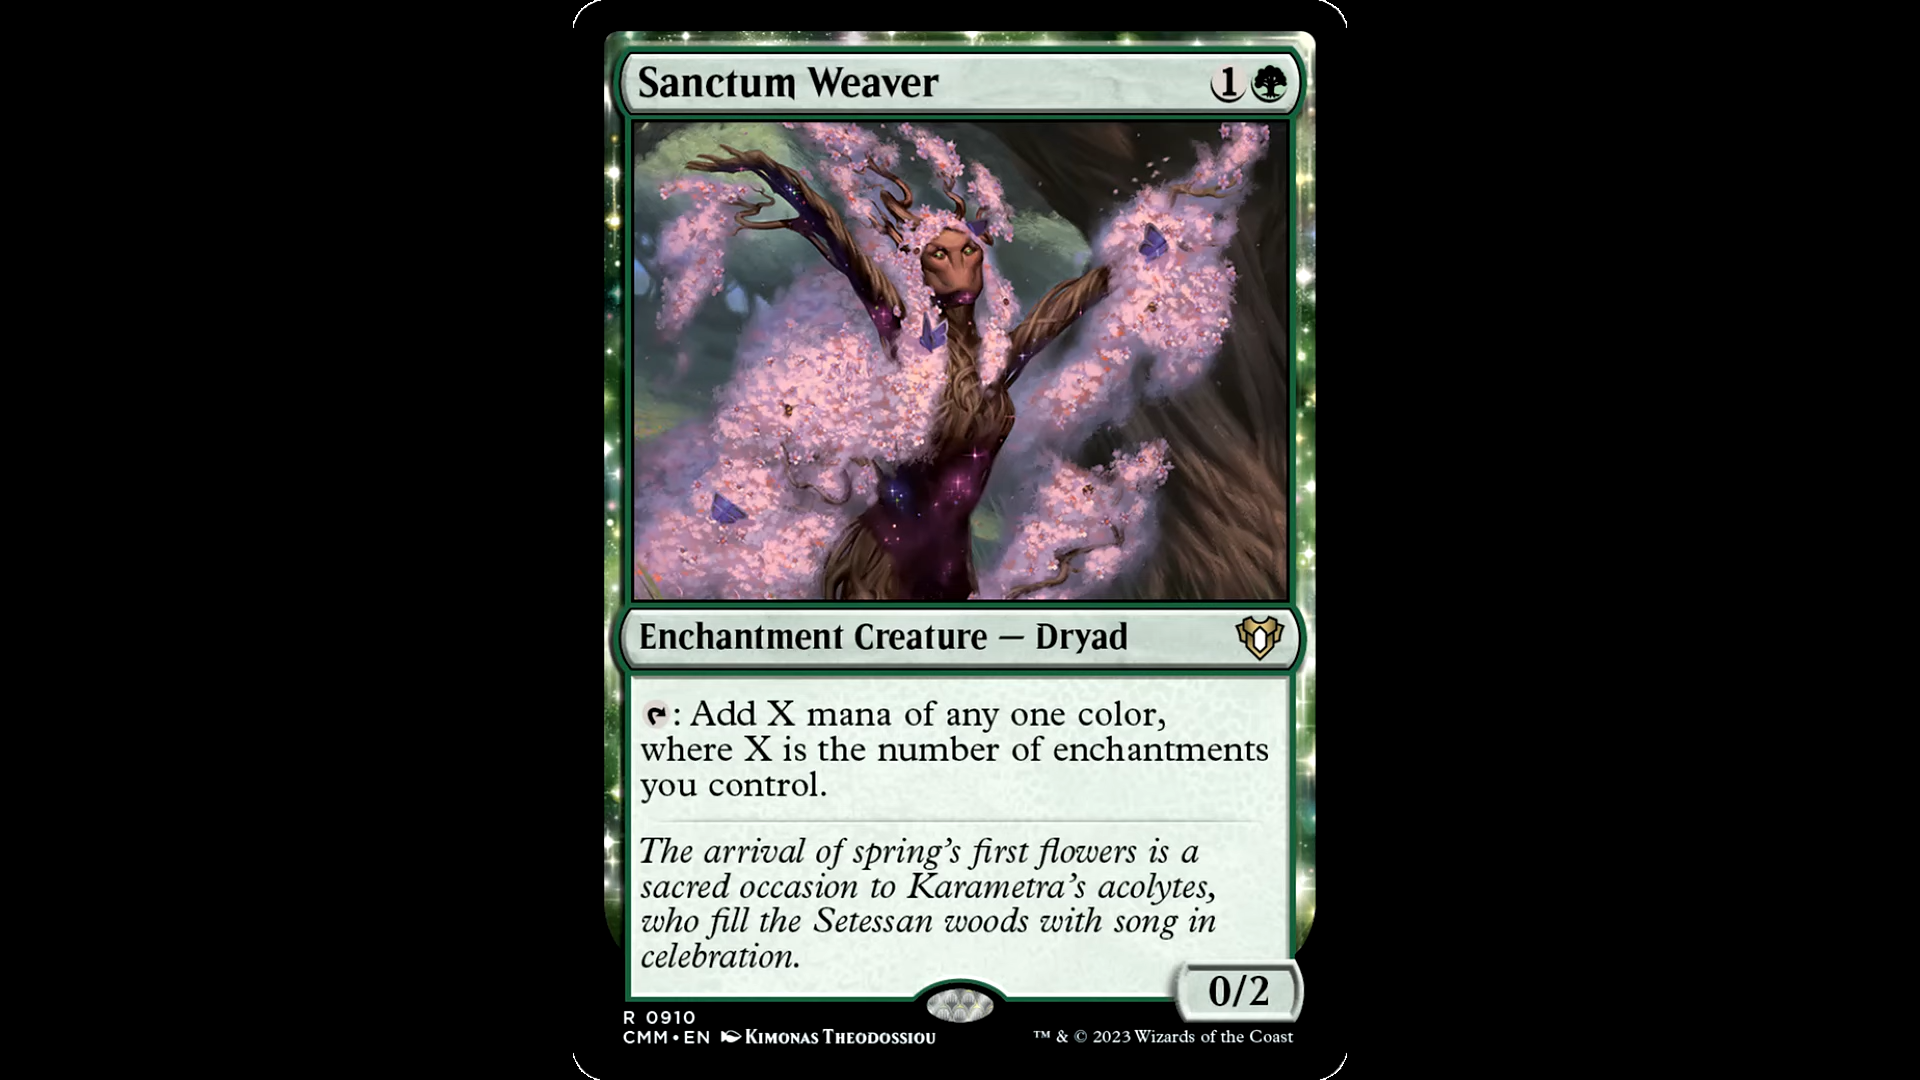 Sanctum Weaver 1
Enchantment Creature — Dryad
: Add X mana of any one color,
where X is the number of enchantments
you control.
The arrival of spring’s first flowers is a
sacred occasion to Karametra’s acolytes,
who fill the Setessan woods with song in
celebration.
0/2
R 0910
CMM • EN Kimonas Theodossiou ™ & © 2023 Wizards of the Coast